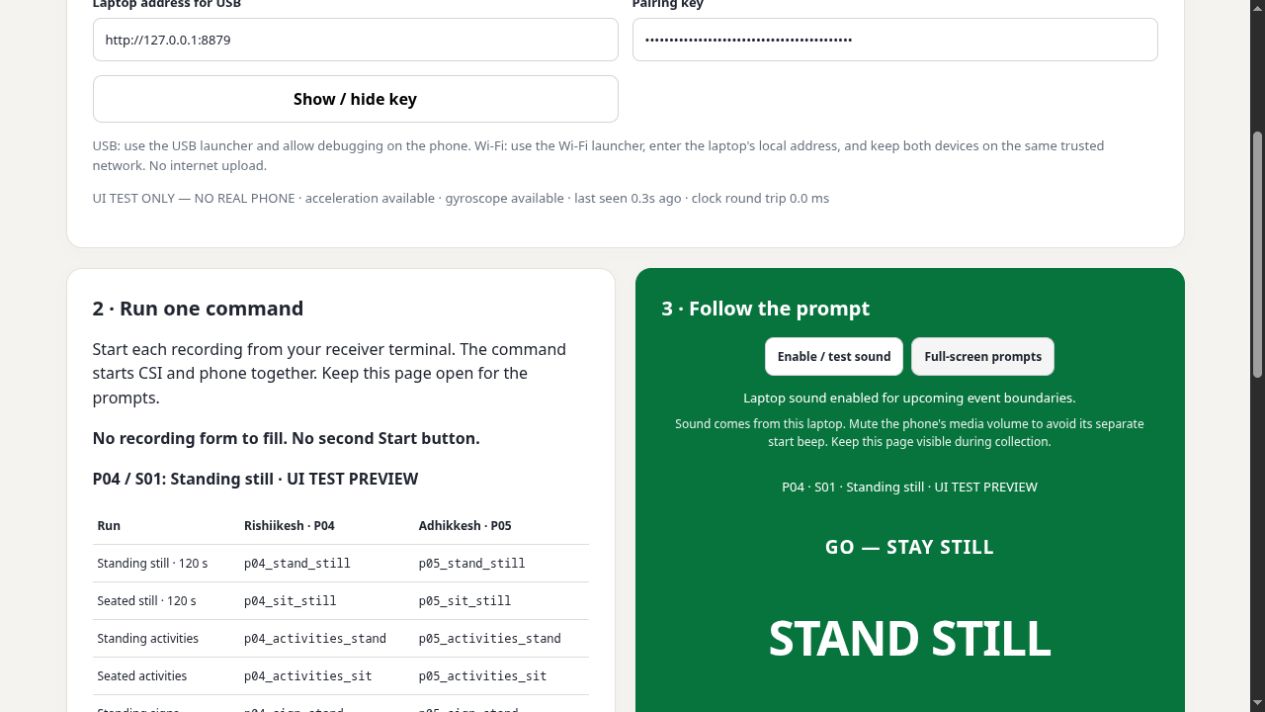 Laptop address for USB
Pairing key
http://127.0.0.1:8879
Show / hide key
USB: use the USB launcher and allow debugging on the phone. Wi-Fi: use the Wi-Fi launcher, enter the laptop's local address, and keep both devices on the same trusted
network. No internet upload.
UI TEST ONLY — NO REAL PHONE · acceleration available · gyroscope available · last seen 0.3s ago · clock round trip 0.0 ms
2 · Run one command
Start each recording from your receiver terminal. The command
starts CSI and phone together. Keep this page open for the
prompts.
No recording form to fill. No second Start button.
P04 / S01: Standing still · UI TEST PREVIEW
Run Rishiikesh · P04 Adhikkesh · P05
Standing still · 120 s p04_stand_still p05_stand_still
Seated still · 120 s p04_sit_still p05_sit_still
Standing activities p04_activities_stand p05_activities_stand
Seated activities p04_activities_sit p05_activities_sit
Standing signs p04_sign_stand p05_sign_stand
3 · Follow the prompt
Enable / test sound
Full-screen prompts
Laptop sound enabled for upcoming event boundaries.
Sound comes from this laptop. Mute the phone's media volume to avoid its separate
start beep. Keep this page visible during collection.
P04 · S01 · Standing still · UI TEST PREVIEW
GO — STAY STILL
STAND STILL